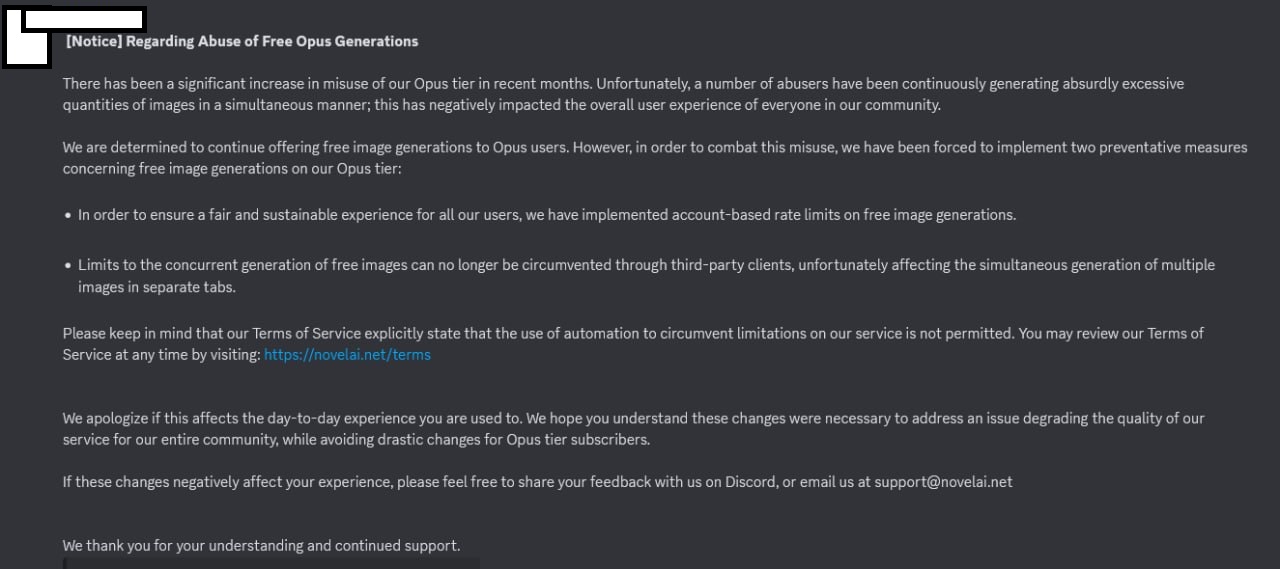 [Notice] Regarding Abuse of Free Opus Generations
There has been a significant increase in misuse of our Opus tier in recent months. Unfortunately, a number of abusers have been continuously generating absurdly excessive
quantities of images in a simultaneous manner; this has negatively impacted the overall user experience of everyone in our community.
We are determined to continue offering free image generations to Opus users. However, in order to combat this misuse, we have been forced to implement two preventative measures
concerning free image generations on our Opus tier:
• In order to ensure a fair and sustainable experience for all our users, we have implemented account-based rate limits on free image generations.
• Limits to the concurrent generation of free images can no longer be circumvented through third-party clients, unfortunately affecting the simultaneous generation of multiple
images in separate tabs.
Please keep in mind that our Terms of Service explicitly state that the use of automation to circumvent limitations on our service is not permitted. You may review our Terms of
Service at any time by visiting: https://novelai.net/terms
We apologize if this affects the day-to-day experience you are used to. We hope you understand these changes were necessary to address an issue degrading the quality of our
service for our entire community, while avoiding drastic changes for Opus tier subscribers.
If these changes negatively affect your experience, please feel free to share your feedback with us on Discord, or email us at support@novelai.net
We thank you for your understanding and continued support.